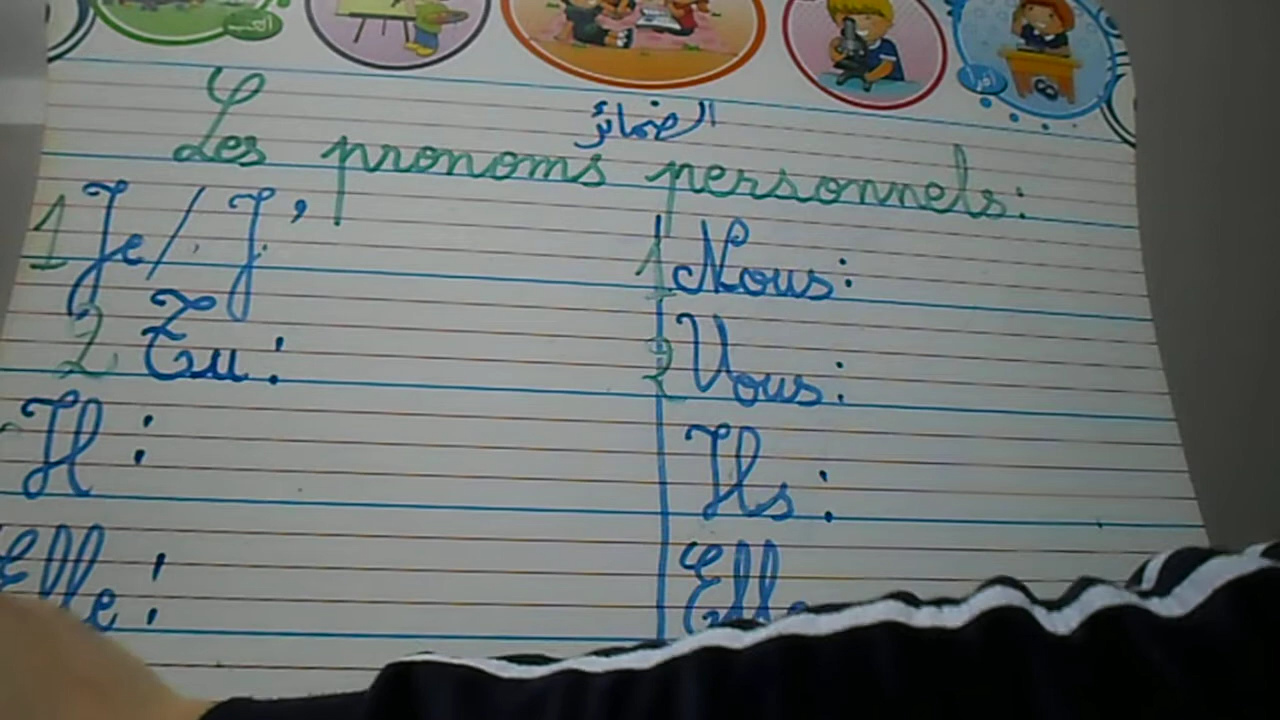 الضمائر
Les pronoms personnels:
1 Je / J'
1 Nous:
2 Tu:
2 Vous:
Il:
Ils:
Elle: